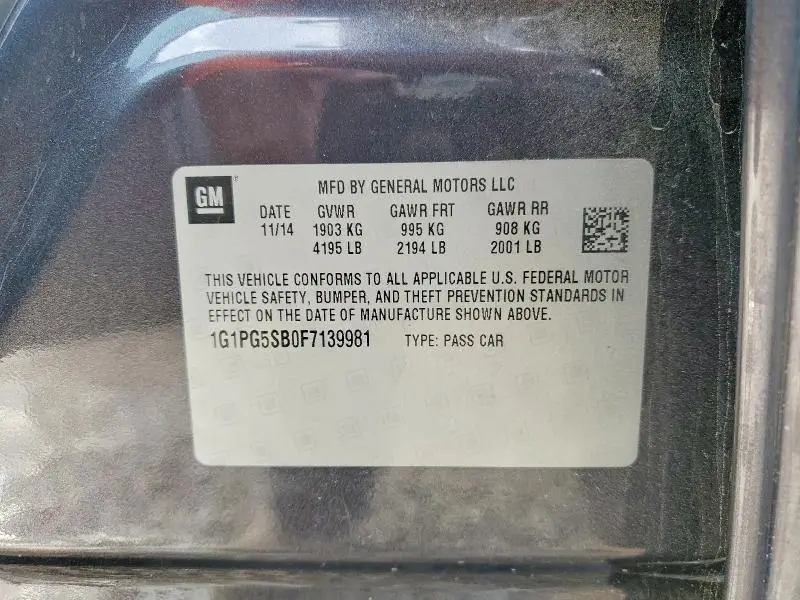 GM
MFD BY GENERAL MOTORS LLC
DATE GVWR GAWR FRT GAWR RR
11/14 1903 KG 995 KG 908 KG
4195 LB 2194 LB 2001 LB
THIS VEHICLE CONFORMS TO ALL APPLICABLE U.S. FEDERAL MOTOR
VEHICLE SAFETY, BUMPER, AND THEFT PREVENTION STANDARDS IN
EFFECT ON THE DATE OF MANUFACTURE SHOWN ABOVE.
1G1PG5SB0F7139981 TYPE: PASS CAR